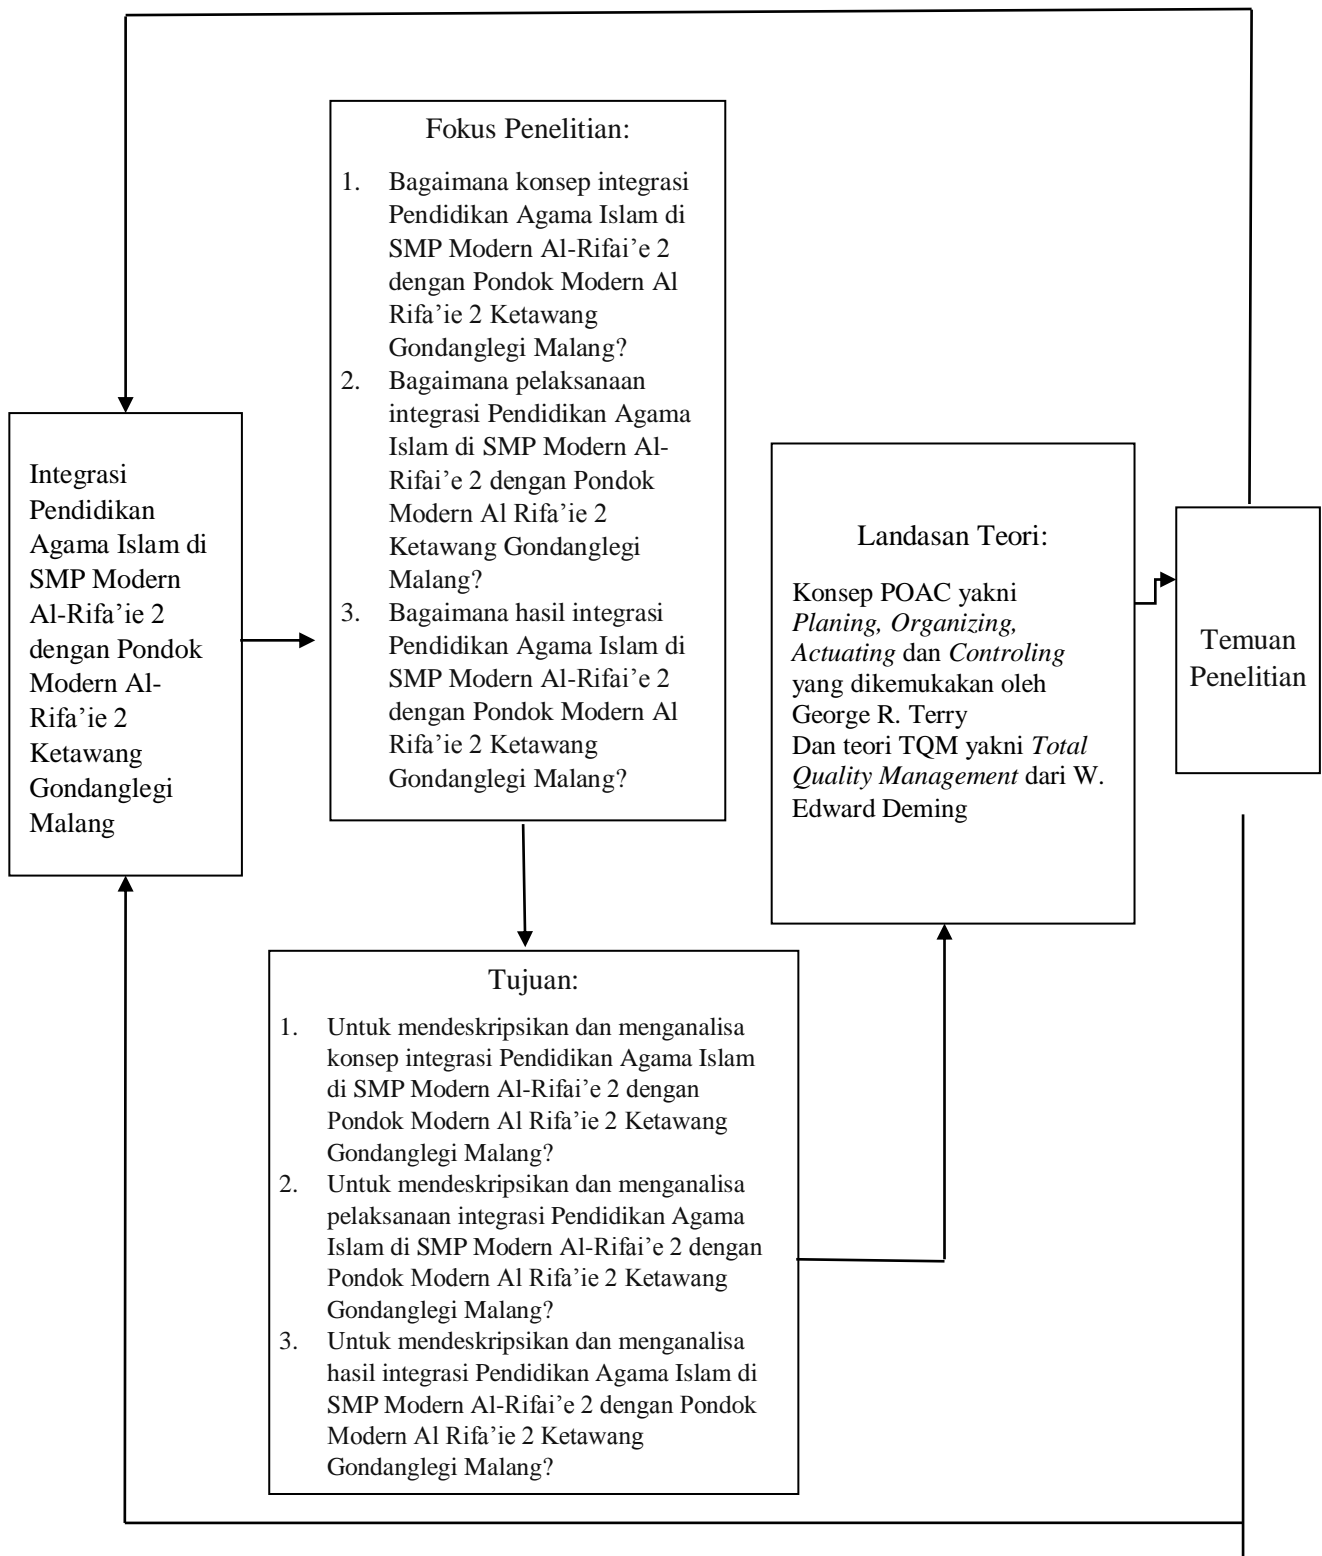 Integrasi
Pendidikan
Agama Islam di
SMP Modern
Al-Rifa’ie 2
dengan Pondok
Modern Al-
Rifa’ie 2
Ketawang
Gondanglegi
Malang
Fokus Penelitian:
1. Bagaimana konsep integrasi
Pendidikan Agama Islam di
SMP Modern Al-Rifai’e 2
dengan Pondok Modern Al
Rifa’ie 2 Ketawang
Gondanglegi Malang?
2. Bagaimana pelaksanaan
integrasi Pendidikan Agama
Islam di SMP Modern Al-
Rifai’e 2 dengan Pondok
Modern Al Rifa’ie 2
Ketawang Gondanglegi
Malang?
3. Bagaimana hasil integrasi
Pendidikan Agama Islam di
SMP Modern Al-Rifai’e 2
dengan Pondok Modern Al
Rifa’ie 2 Ketawang
Gondanglegi Malang?
Tujuan:
1. Untuk mendeskripsikan dan menganalisa
konsep integrasi Pendidikan Agama Islam
di SMP Modern Al-Rifai’e 2 dengan
Pondok Modern Al Rifa’ie 2 Ketawang
Gondanglegi Malang?
2. Untuk mendeskripsikan dan menganalisa
pelaksanaan integrasi Pendidikan Agama
Islam di SMP Modern Al-Rifai’e 2 dengan
Pondok Modern Al Rifa’ie 2 Ketawang
Gondanglegi Malang?
3. Untuk mendeskripsikan dan menganalisa
hasil integrasi Pendidikan Agama Islam di
SMP Modern Al-Rifai’e 2 dengan Pondok
Modern Al Rifa’ie 2 Ketawang
Gondanglegi Malang?
Landasan Teori:
Konsep POAC yakni
Planing, Organizing,
Actuating dan Controling
yang dikemukakan oleh
George R. Terry
Dan teori TQM yakni Total
Quality Management dari W.
Edward Deming
Temuan
Penelitian